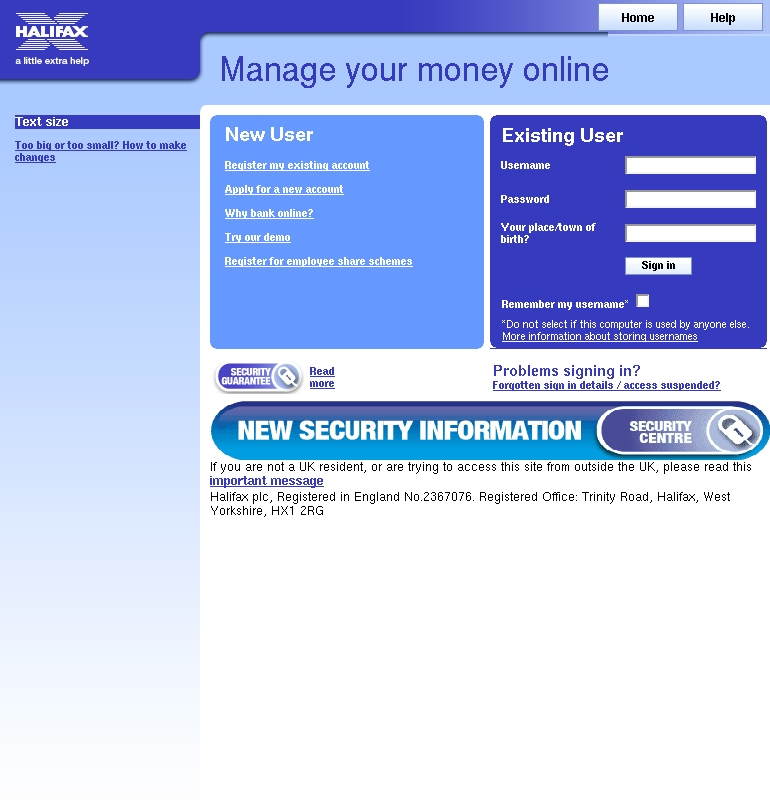 HALIFAX
a little extra help
Home
Help
Manage your money online
Text size
Too big or too small? How to make
changes
New User
Register my existing account
Apply for a new account
Why bank online?
Try our demo
Register for employee share schemes
Existing User
Username
Password
Your place/town of
birth?
Sign in
Remember my username*
*Do not select if this computer is used by anyone else.
More information about storing usernames
SECURITY
GUARANTEE
Read
more
Problems signing in?
Forgotten sign in details / access suspended?
NEW SECURITY INFORMATION
SECURITY
CENTRE
If you are not a UK resident, or are trying to access this site from outside the UK, please read this
important message
Halifax plc, Registered in England No.2367076. Registered Office: Trinity Road, Halifax, West
Yorkshire, HX1 2RG